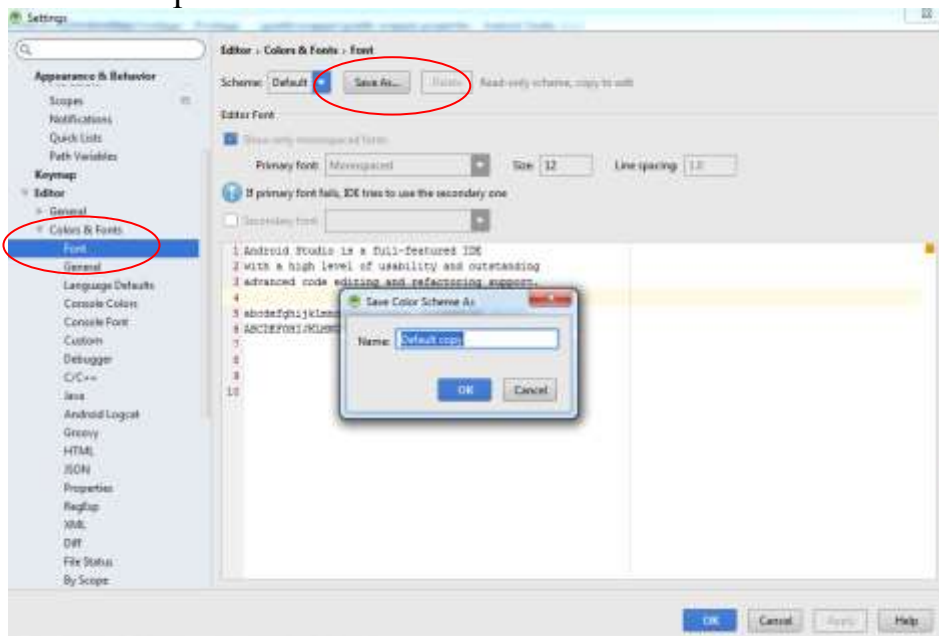 Settings
Editor › Colors & Fonts › Font
Appearance & Behavior
Scheme: Default Save As... Delete Read-only scheme, copy to edit
Scopes
Editor Font
Notifications
Show only monospaced fonts
Quick Lists
Path Variables
Primary font: Monospaced Size: 12 Line spacing: 1.0
Keymap
Editor
If primary font fails, IDE tries to use the secondary one
General
Secondary font:
Colors & Fonts
Font
1 Android Studio is a full-featured IDE
General
2 with a high level of usability and outstanding
Language Defaults
3 advanced code editing and refactoring support.
Console Colors
4
Save Color Scheme As
Console Font
5 abcdefghijklmno
6 ABCDEFGHIJKLMNO
Custom
7
Name: Default copy
Debugger
8
C/C++
9
OK Cancel
Java
10
Android Logcat
Groovy
HTML
JSON
Properties
RegExp
XML
Diff
File Status
By Scope
OK Cancel Apply Help